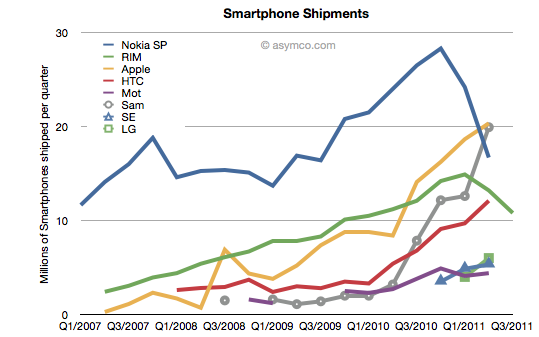 Smartphone Shipments
© asymco.com
Millions of Smartphones shipped per quarter
30
20
10
0
Nokia SP
RIM
Apple
HTC
Mot
Sam
SE
LG
Q1/2007 Q3/2007 Q1/2008 Q3/2008 Q1/2009 Q3/2009 Q1/2010 Q3/2010 Q1/2011 Q3/2011